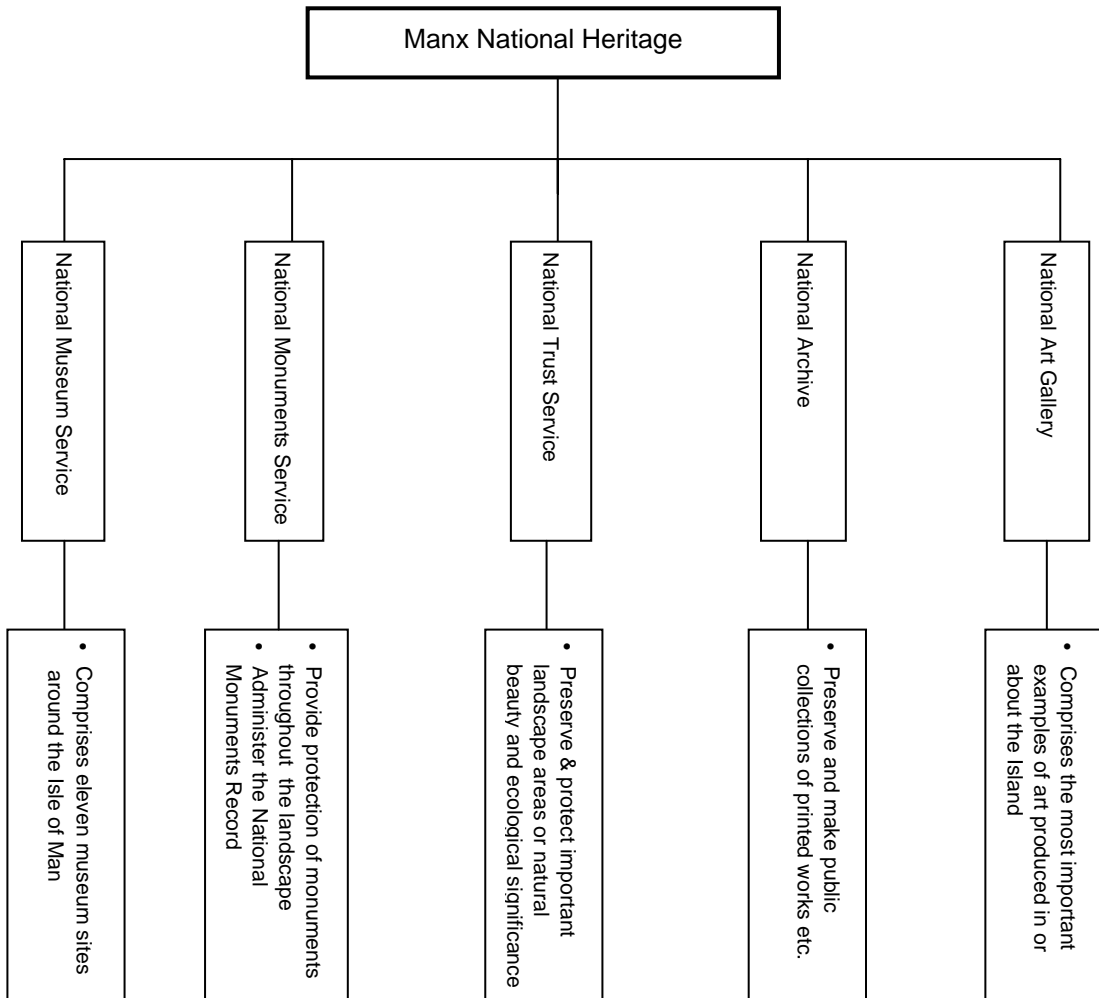 Manx National Heritage
National Museum Service
National Monuments Service
National Trust Service
National Archive
National Art Gallery
• Comprises eleven museum sites
around the Isle of Man
• Provide protection of monuments
throughout the landscape
• Administer the National
Monuments Record
• Preserve & protect important
landscape areas or natural
beauty and ecological significance
• Preserve and make public
collections of printed works etc.
• Comprises the most important
examples of art produced in or
about the Island